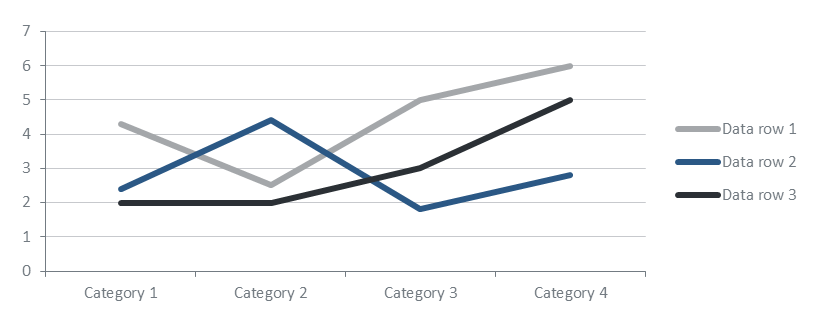 7
6
5
4
3
2
1
0
Category 1 Category 2 Category 3 Category 4
Data row 1
Data row 2
Data row 3